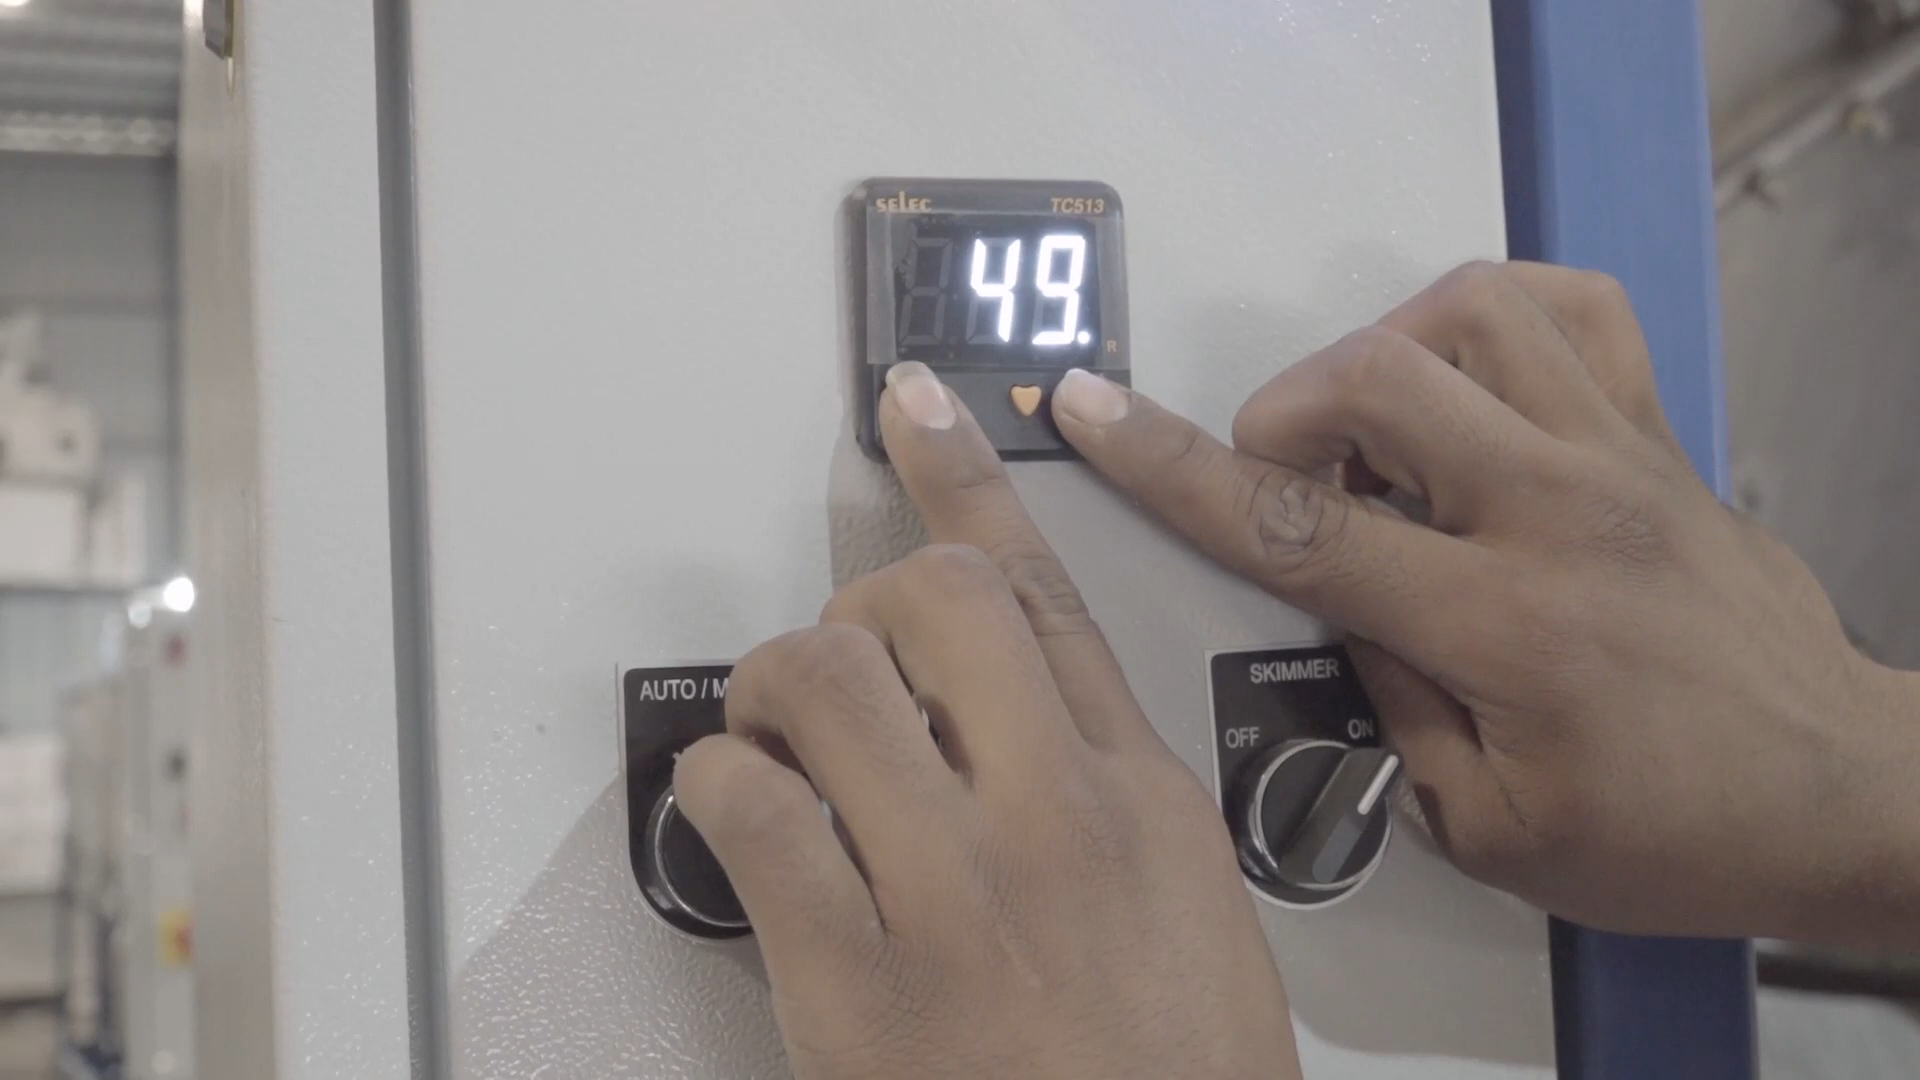 selec TC513
49.
R
AUTO / M
SKIMMER
OFF ON